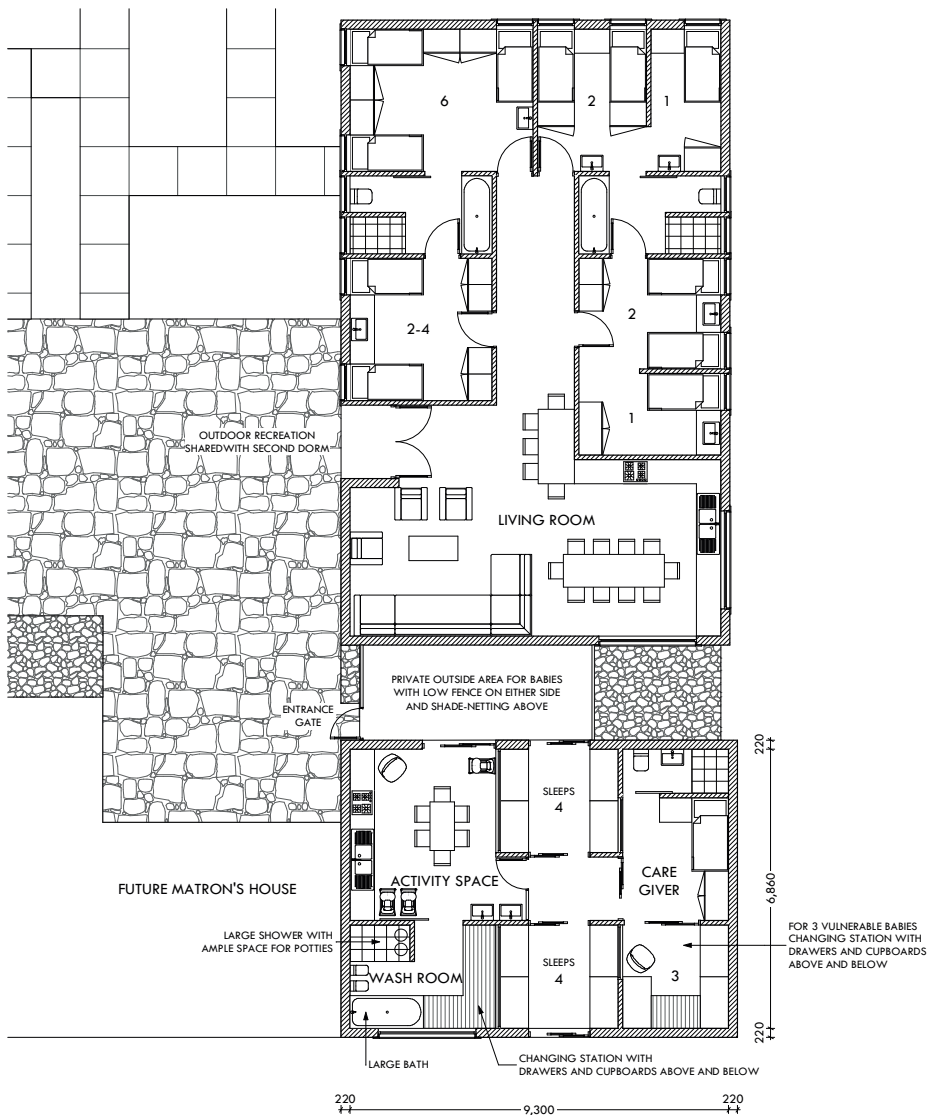 6
2
1
2-4
2
1
OUTDOOR RECREATION
SHAREDWITH SECOND DORM
LIVING ROOM
PRIVATE OUTSIDE AREA FOR BABIES
WITH LOW FENCE ON EITHER SIDE
AND SHADE-NETTING ABOVE
ENTRANCE
GATE
220
SLEEPS
4
ACTIVITY SPACE
CARE
GIVER
6,860
FUTURE MATRON'S HOUSE
LARGE SHOWER WITH
AMPLE SPACE FOR POTTIES
FOR 3 VULNERABLE BABIES
CHANGING STATION WITH
DRAWERS AND CUPBOARDS
ABOVE AND BELOW
WASH ROOM
SLEEPS
4
3
220
LARGE BATH
CHANGING STATION WITH
DRAWERS AND CUPBOARDS ABOVE AND BELOW
220
9,300
220